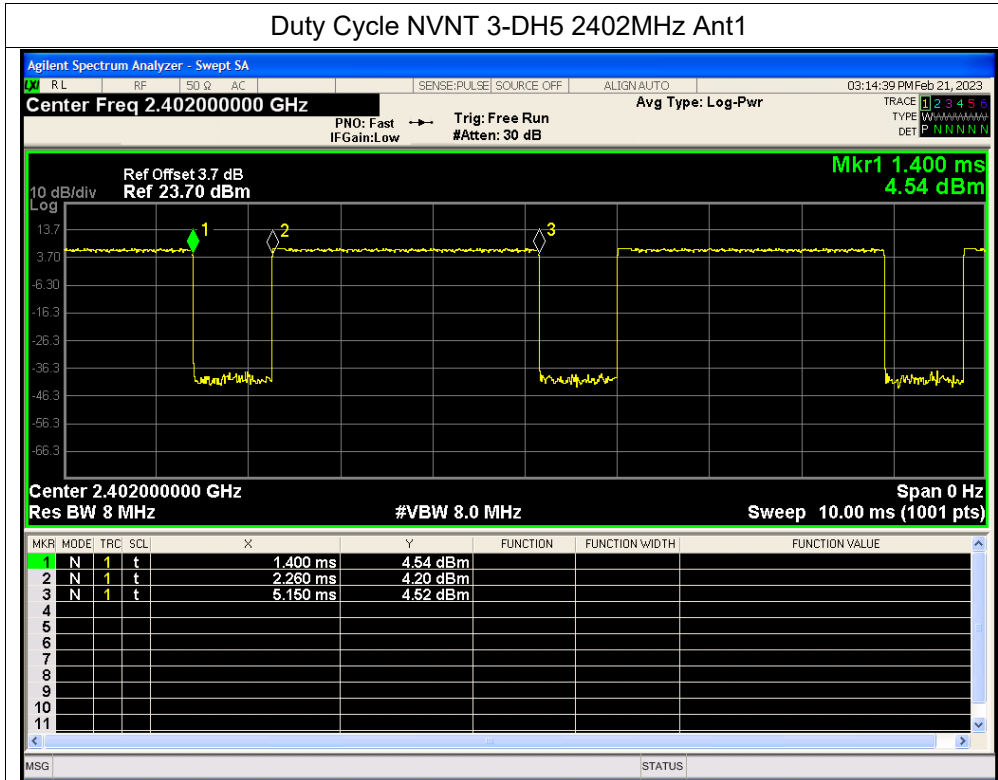 Duty Cycle NVNT 3-DH5 2402MHz Ant1
Agilent Spectrum Analyzer - Swept SA
LXI RL RF 50 Ω AC SENSE:PULSE SOURCE OFF ALIGN AUTO 03:14:39 PM Feb 21, 2023
Center Freq 2.402000000 GHz Avg Type: Log-Pwr TRACE 1 2 3 4 5 6
PNO: Fast Trig: Free Run TYPE W
IFGain:Low #Atten: 30 dB DET P N N N N N
Mkr1 1.400 ms
4.54 dBm
Ref Offset 3.7 dB
10 dB/div Ref 23.70 dBm
Log
1 2 3
13.7
3.70
-6.30
-16.3
-26.3
-36.3
-46.3
-56.3
-66.3
Center 2.402000000 GHz Span 0 Hz
Res BW 8 MHz #VBW 8.0 MHz Sweep 10.00 ms (1001 pts)
MKR MODE TRC SCL X Y FUNCTION FUNCTION WIDTH FUNCTION VALUE
1 N 1 t 1.400 ms 4.54 dBm
2 N 1 t 2.260 ms 4.20 dBm
3 N 1 t 5.150 ms 4.52 dBm
4
5
6
7
8
9
10
11
MSG STATUS